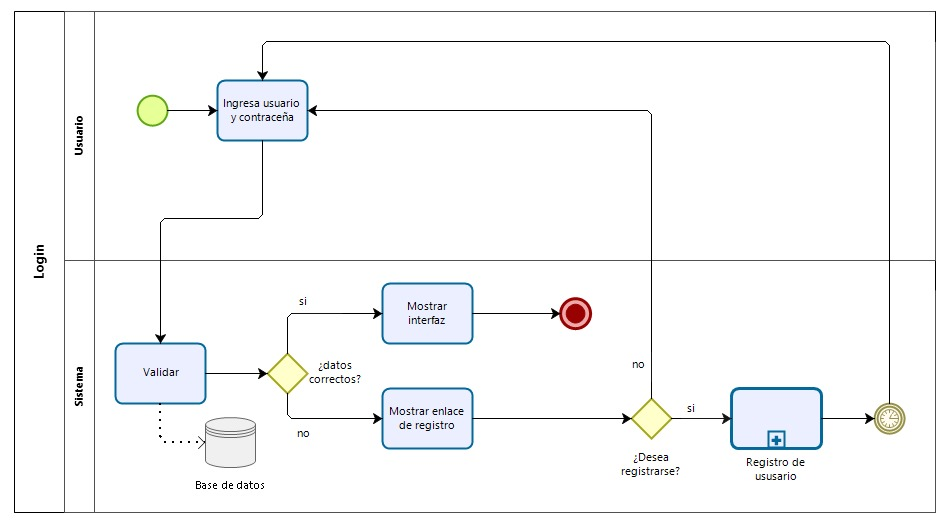 Login
Usuario
Ingresa usuario
y contraceña
Sistema
Validar
Base de datos
si
¿datos
correctos?
no
Mostrar
interfaz
Mostrar enlace
de registro
no
¿Desea
registrarse?
si
Registro de
ususario